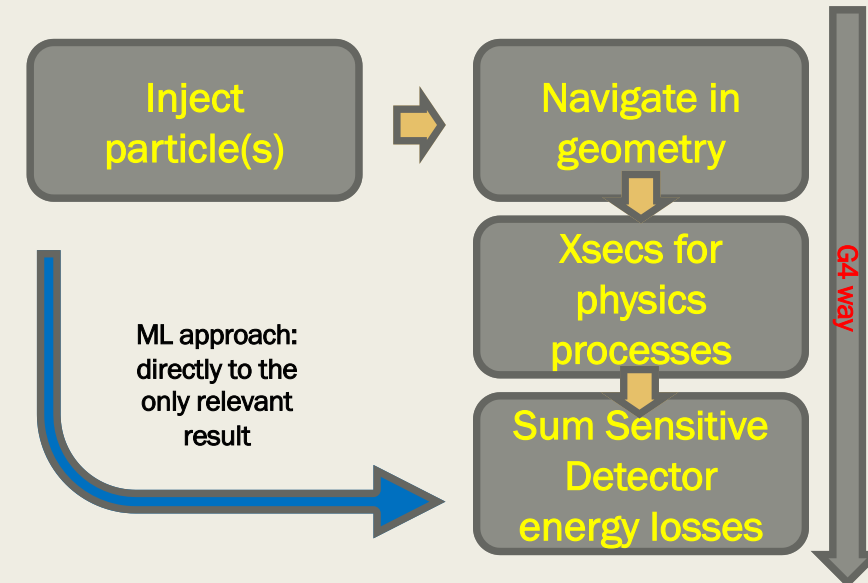 Inject
particle(s)
Navigate in
geometry
Xsecs for
physics
processes
Sum Sensitive
Detector
energy losses
ML approach:
directly to the
only relevant
result
G4 way